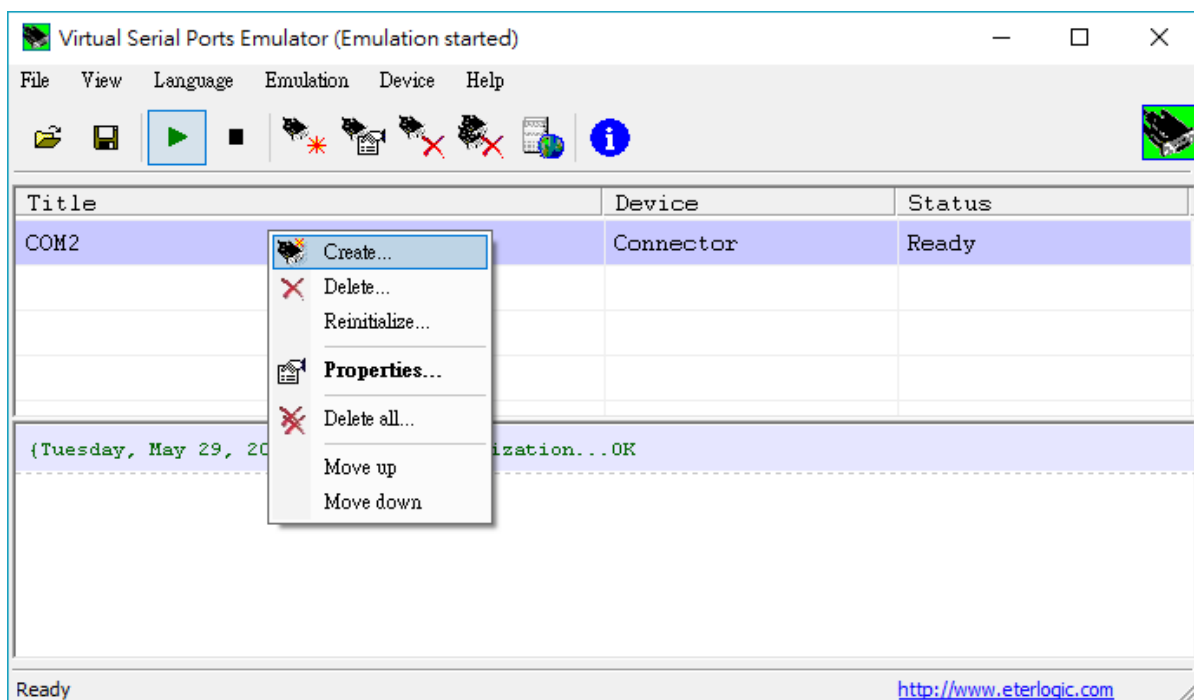 Virtual Serial Ports Emulator (Emulation started)
File View Language Emulation Device Help
Title Device Status
COM2 Connector Ready
Create...
Delete...
Reinitialize...
Properties...
Delete all...
Move up
Move down
{Tuesday, May 29, 20 ization...OK
Ready http://www.eterlogic.com